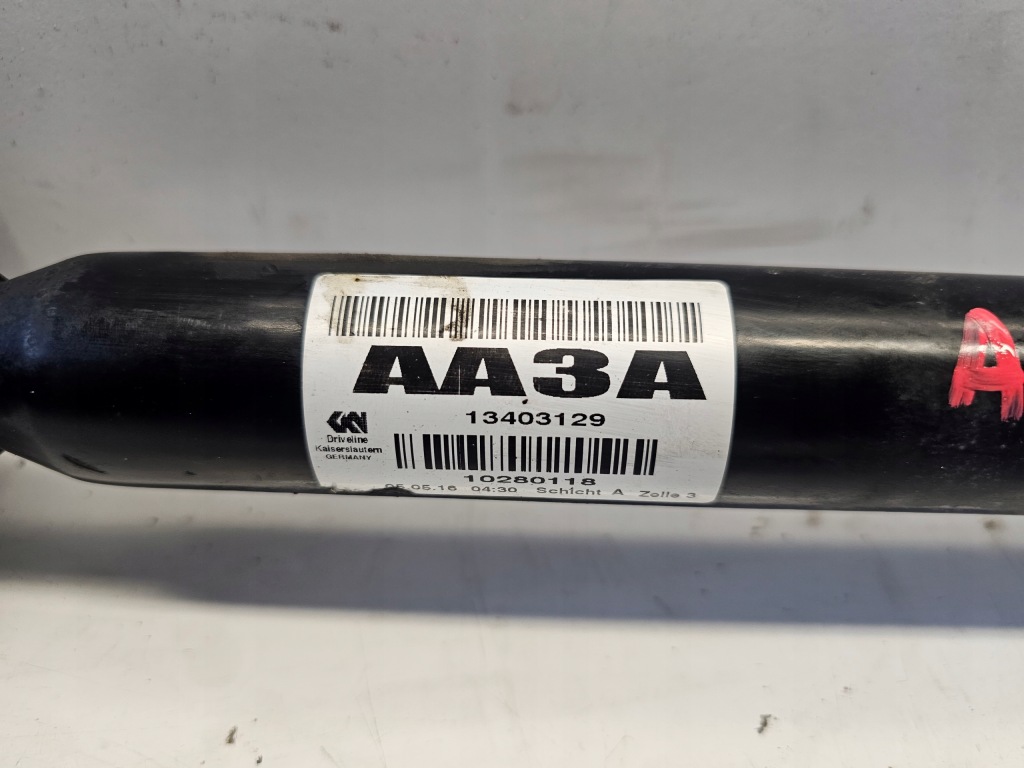 AA3A
13403129
GKN
Driveline
Kaiserslautern
GERMANY
10280118
05.05.16 04:30 Schicht A Zelle 3
A